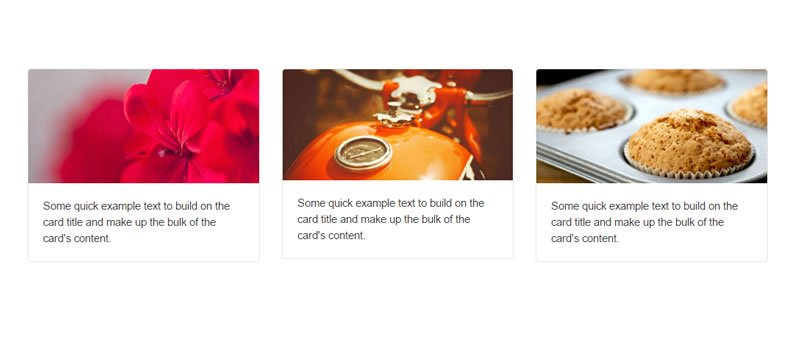 Some quick example text to build on the
card title and make up the bulk of the
card's content.
Some quick example text to build on the
card title and make up the bulk of the
card's content.
Some quick example text to build on the
card title and make up the bulk of the
card's content.